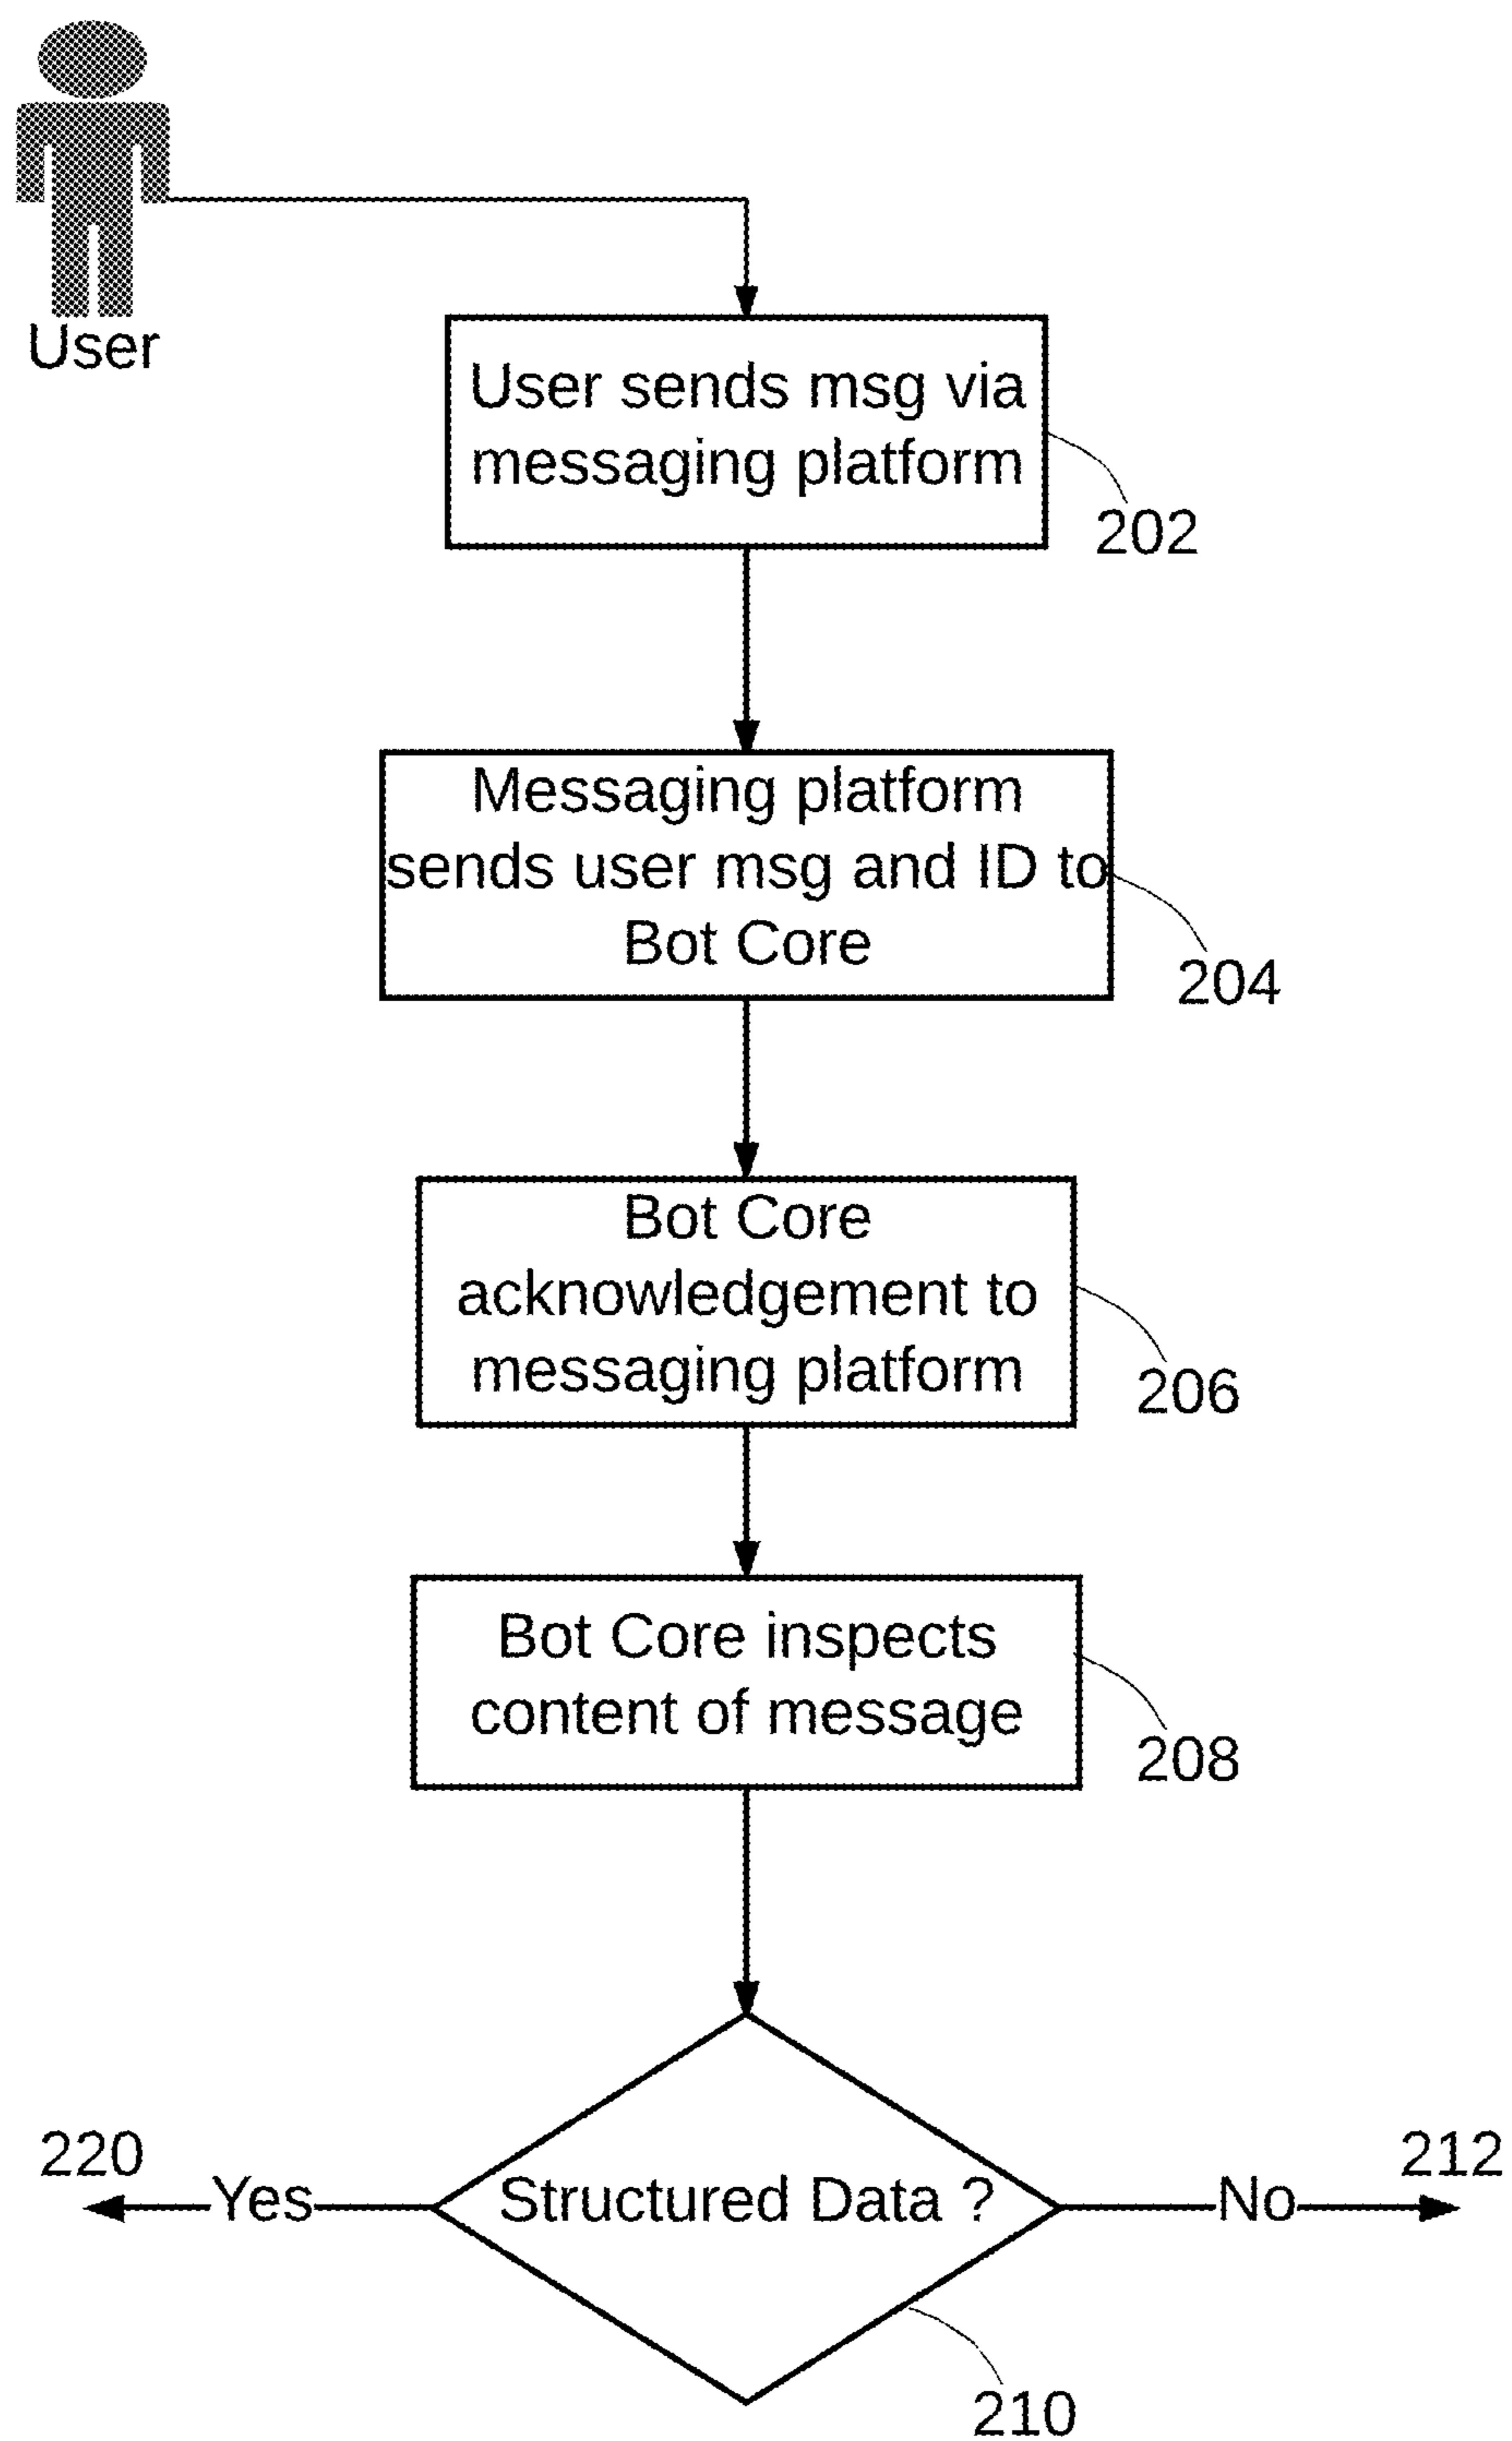 User
User sends msg via
messaging platform
202
Messaging platform
sends user msg and ID to
Bot Core
204
Bot Core
acknowledgement to
messaging platform
206
Bot Core inspects
content of message
208
220
Yes
Structured Data ?
No
212
210